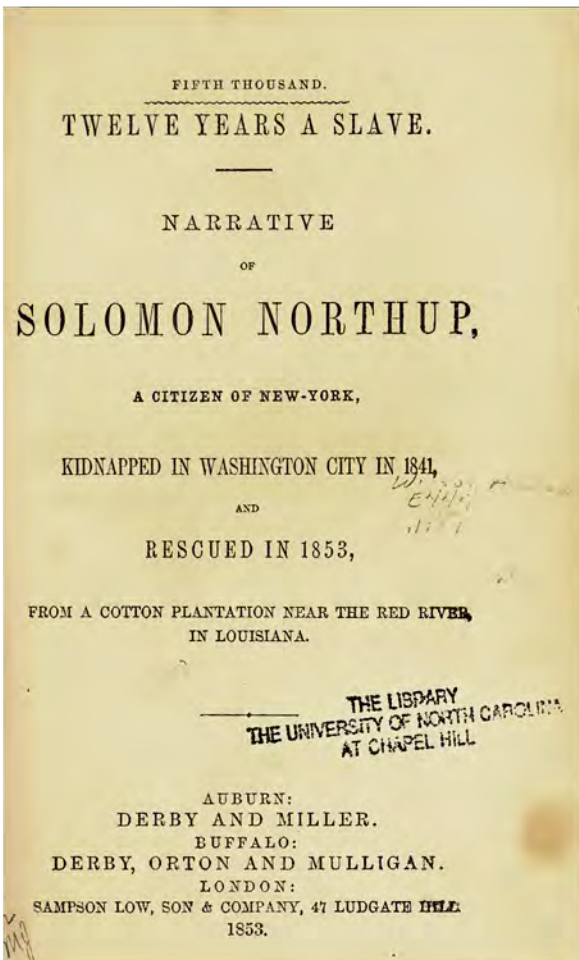 FIFTH THOUSAND.
TWELVE YEARS A SLAVE.
NARRATIVE
OF
SOLOMON NORTHUP,
A CITIZEN OF NEW-YORK,
KIDNAPPED IN WASHINGTON CITY IN 1841,
AND
RESCUED IN 1853,
FROM A COTTON PLANTATION NEAR THE RED RIVER,
IN LOUISIANA.
THE LIBRARY
THE UNIVERSITY OF NORTH CAROLINA
AT CHAPEL HILL
AUBURN:
DERBY AND MILLER.
BUFFALO:
DERBY, ORTON AND MULLIGAN.
LONDON:
SAMPSON LOW, SON & COMPANY, 47 LUDGATE HILL.
1853.